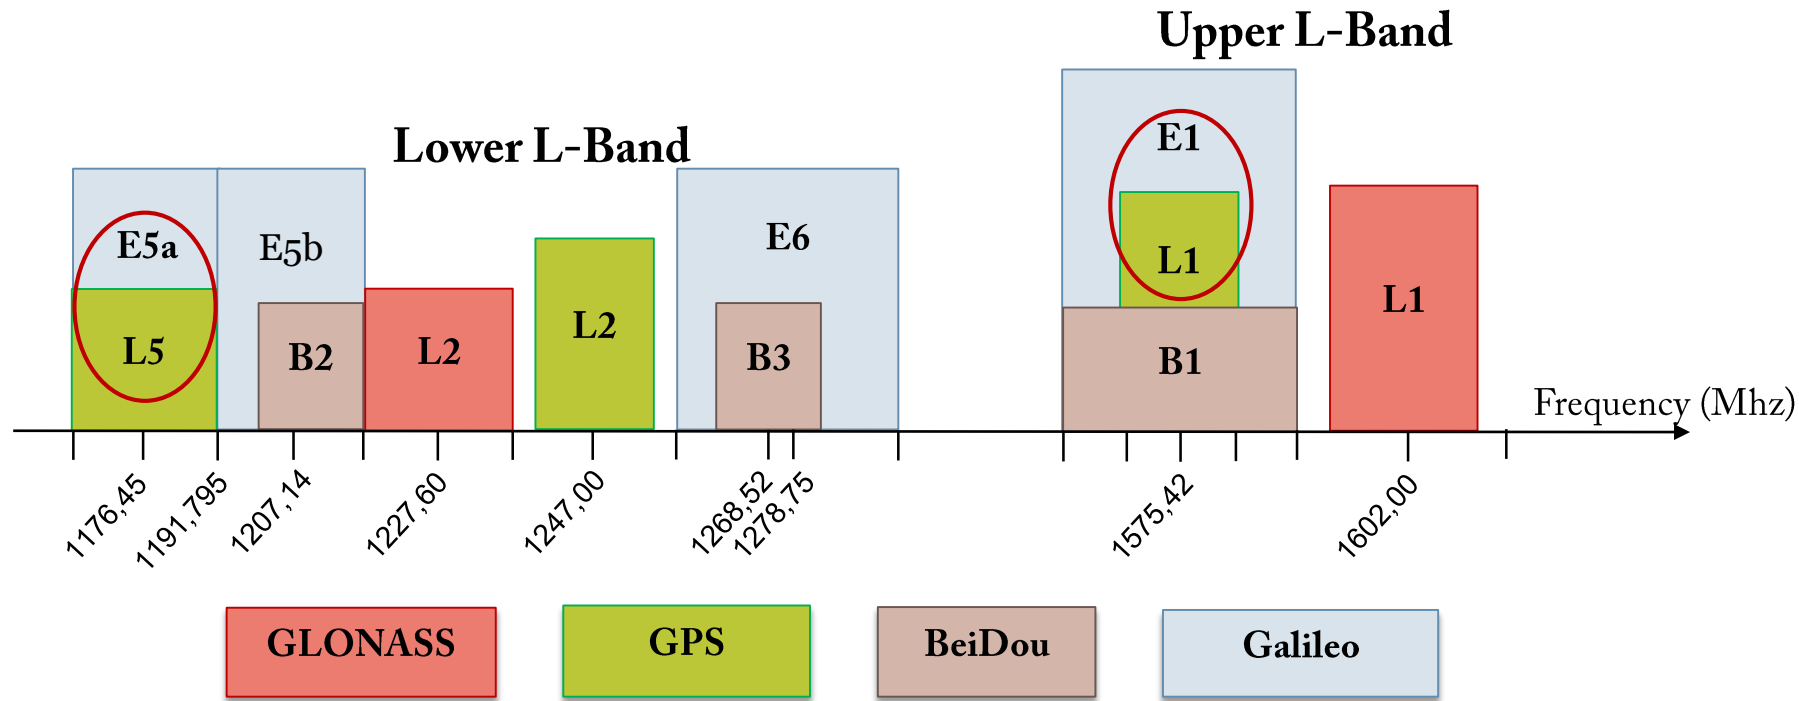 Upper L-Band
Lower L-Band
E1
E5a
E5b
E6
L1
L1
L2
L5
B2
L2
B3
B1
Frequency (Mhz)
1176,45
1191,795
1207,14
1227,60
1247,00
1268,52
1278,75
1575,42
1602,00
GLONASS
GPS
BeiDou
Galileo